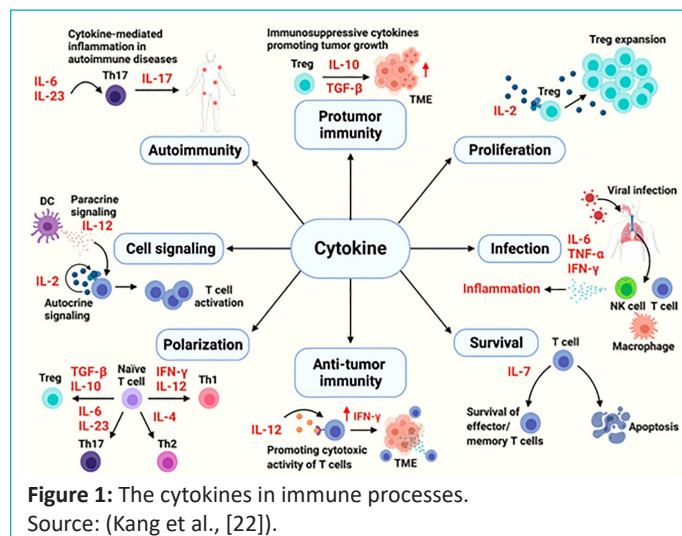 Cytokine-mediated
inflammation in
autoimmune diseases
IL-6
IL-23
Th17
IL-17
Autoimmunity
Immunosuppressive cytokines
promoting tumor growth
Treg
IL-10
TGF-β
TME
Protumor
immunity
Treg expansion
Treg
IL-2
Proliferation
DC
Paracrine
signaling
IL-12
Cell signaling
IL-2
Autocrine
signaling
T cell
activation
Cytokine
Infection
Viral infection
IL-6
TNF-α
IFN-γ
Inflammation
NK cell
T cell
Macrophage
Polarization
Treg
TGF-β
IL-10
Naïve
T cell
IFN-γ
IL-12
Th1
IL-6
IL-23
IL-4
Th17
Th2
Anti-tumor
immunity
IL-12
IFN-γ
Promoting cytotoxic
activity of T cells
TME
Survival
T cell
IL-7
Survival of
effector/
memory T cells
Apoptosis
Figure 1: The cytokines in immune processes.
Source: (Kang et al., [22]).